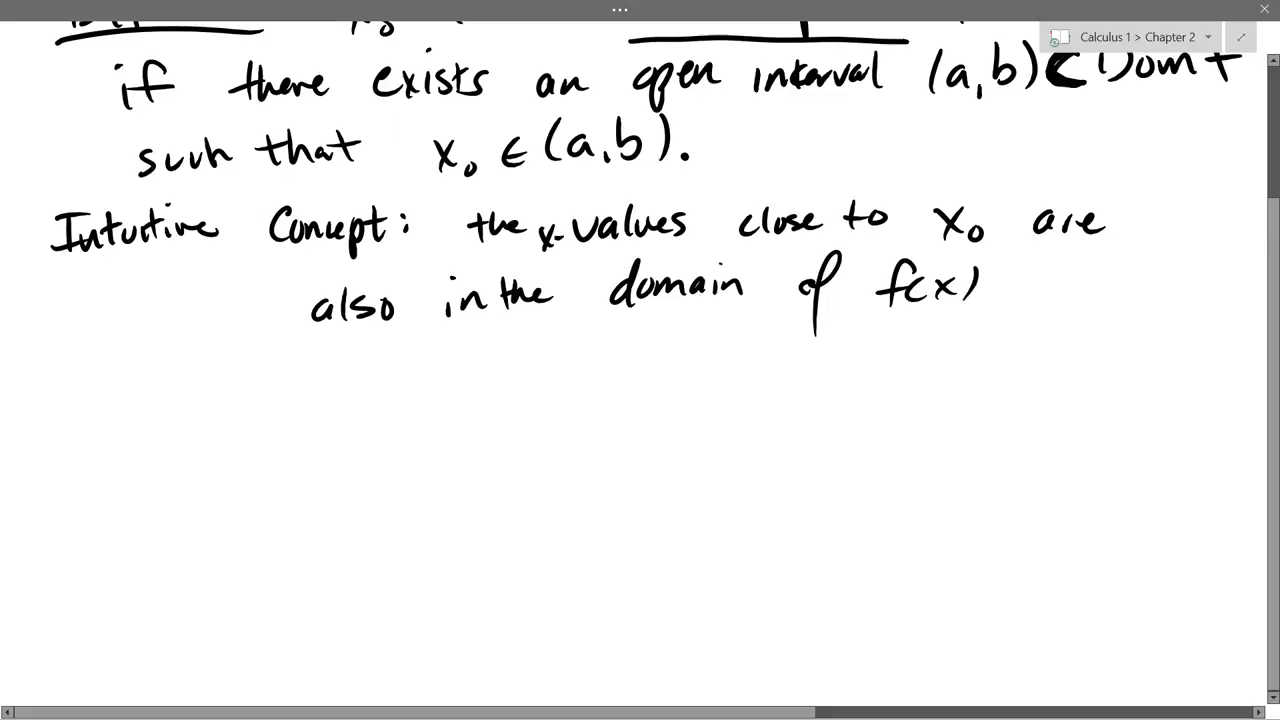 Calculus 1 > Chapter 2
if there exists an open interval (a,b) ⊂ Dom f
such that x₀ ∈ (a,b).
Intuitive Concept: the x-values close to x₀ are
also in the domain of f(x)